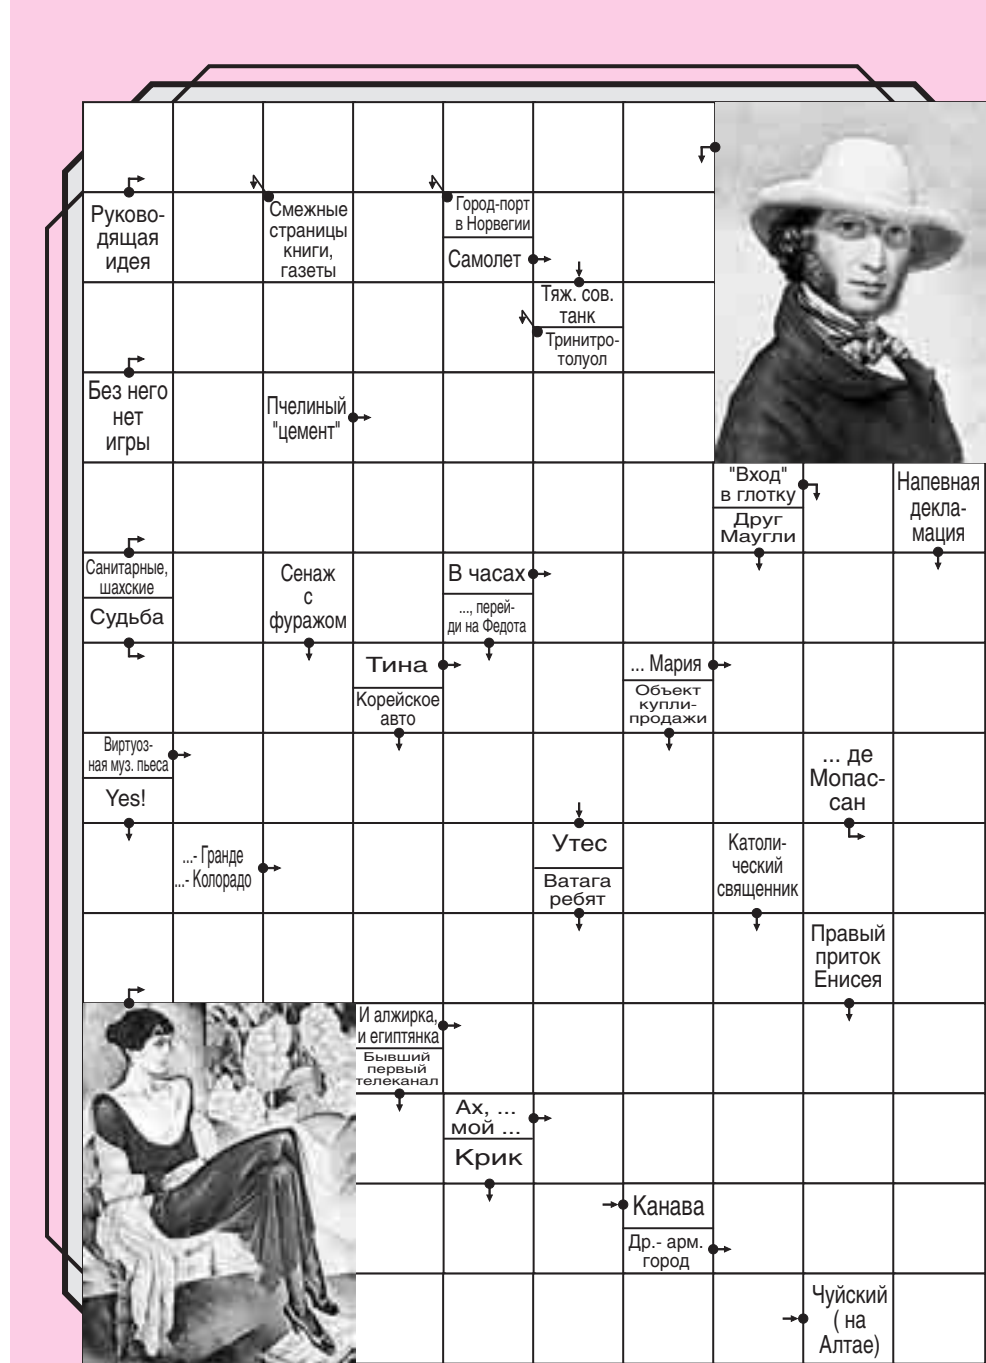 Руково-
дящая
идея
Смежные
страницы
книги,
газеты
Город-порт
в Норвегии
Самолет
Тяж. сов.
танк
Тринитро-
толуол
Без него
нет
игры
Пчелиный
"цемент"
"Вход"
в глотку
Друг
Маугли
Напевная
декла-
мация
Санитарные,
шахские
Судьба
Сенаж
с
фуражом
В часах
..., перей-
ди на Федота
Тина
Корейское
авто
... Мария
Объект
купли-
продажи
Виртуоз-
ная муз. пьеса
Yes!
... де
Мопас-
сан
...- Гранде
...- Колорадо
Утес
Ватага
ребят
Католи-
ческий
священник
Правый
приток
Енисея
И алжирка,
и египтянка
Бывший
первый
телеканал
Ах, ...
мой ...
Крик
Канава
Др.- арм.
город
Чуйский
( на
Алтае)